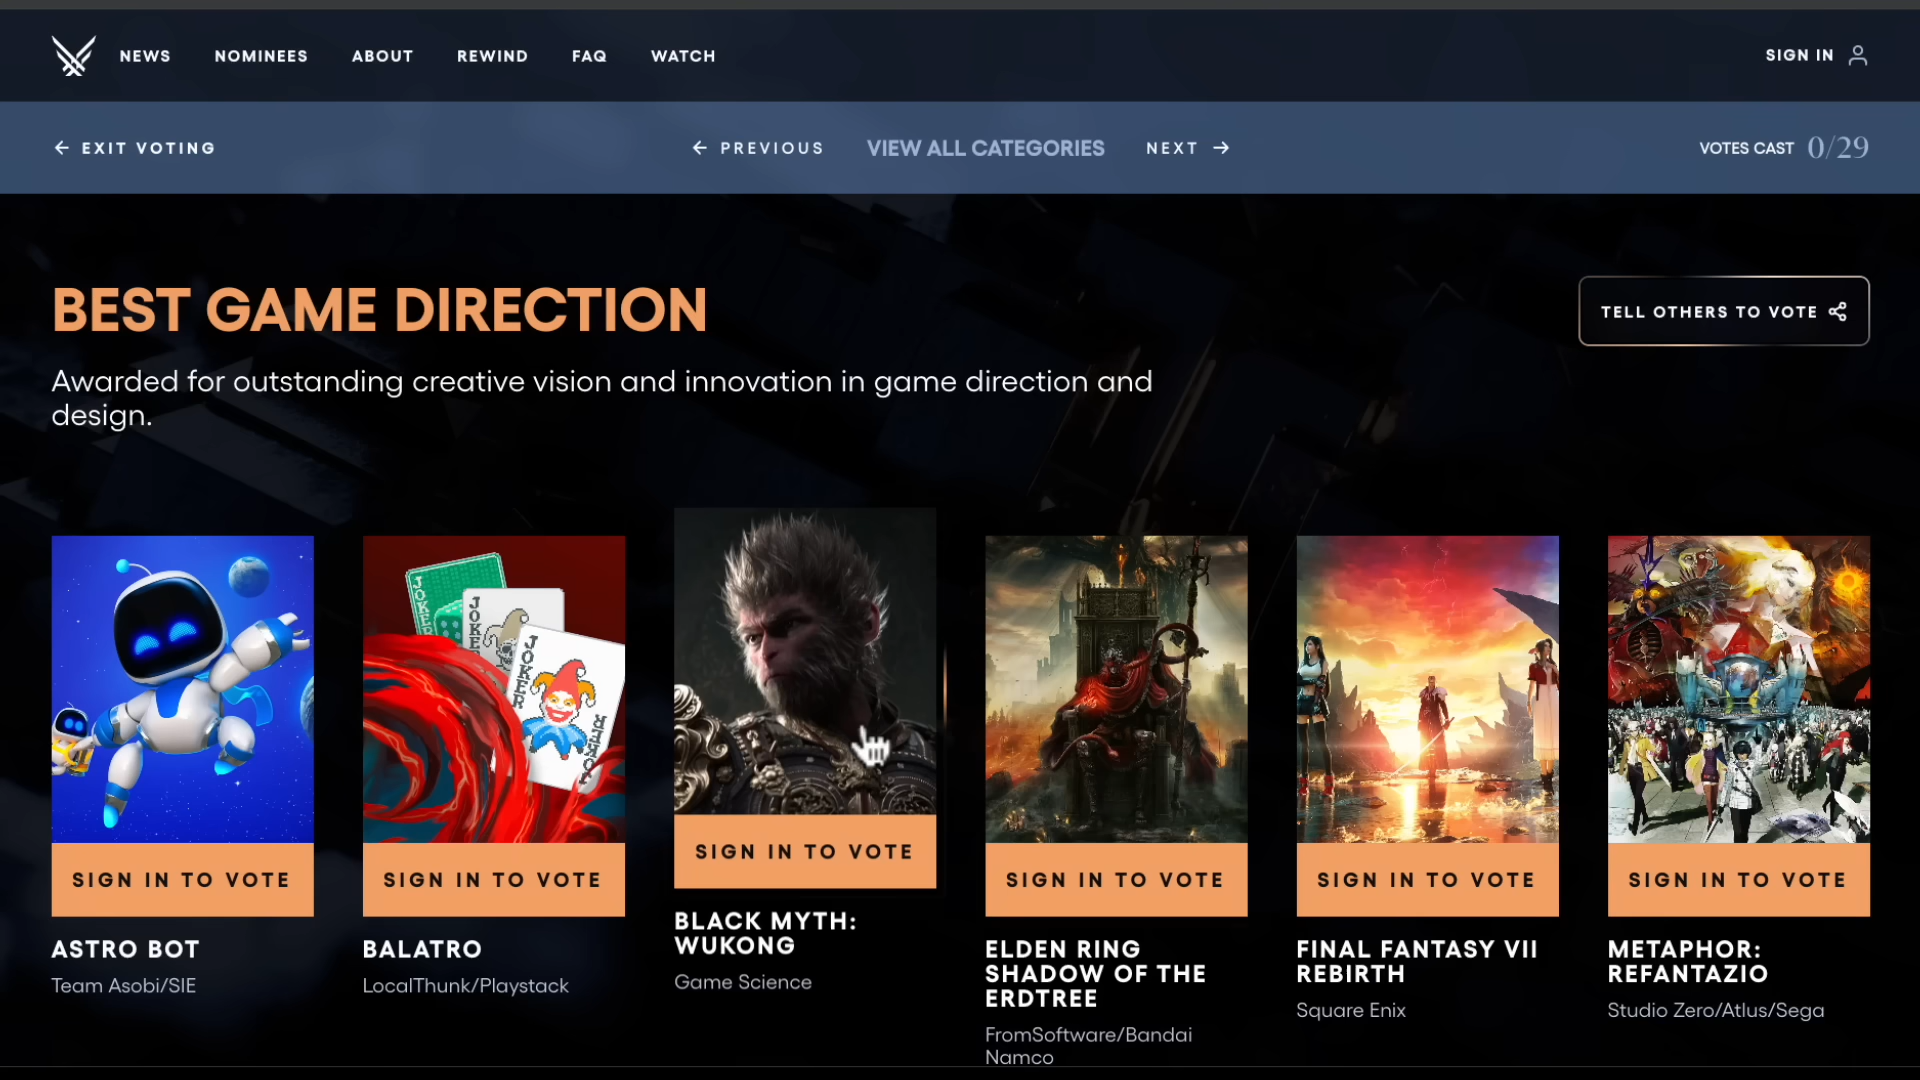 NEWS NOMINEES ABOUT REWIND FAQ WATCH SIGN IN
← EXIT VOTING ← PREVIOUS VIEW ALL CATEGORIES NEXT → VOTES CAST 0/29
BEST GAME DIRECTION
TELL OTHERS TO VOTE
Awarded for outstanding creative vision and innovation in game direction and
design.
JOKER
JOKER
JOKER
JOKER
SIGN IN TO VOTE
ASTRO BOT
Team Asobi/SIE
SIGN IN TO VOTE
BALATRO
LocalThunk/Playstack
SIGN IN TO VOTE
BLACK MYTH:
WUKONG
Game Science
SIGN IN TO VOTE
ELDEN RING
SHADOW OF THE
ERDTREE
FromSoftware/Bandai
Namco
SIGN IN TO VOTE
FINAL FANTASY VII
REBIRTH
Square Enix
SIGN IN TO VOTE
METAPHOR:
REFANTAZIO
Studio Zero/Atlus/Sega